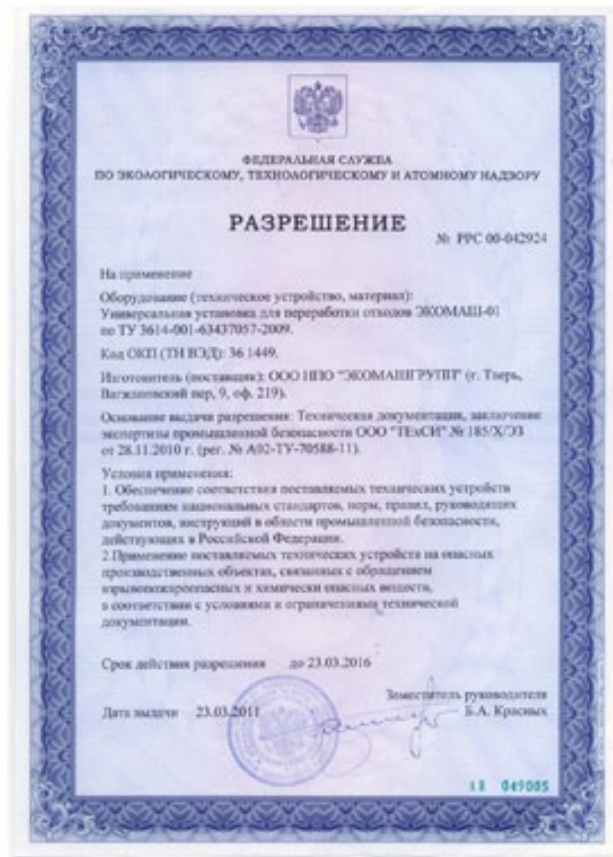 ФЕДЕРАЛЬНАЯ СЛУЖБА
ПО ЭКОЛОГИЧЕСКОМУ, ТЕХНОЛОГИЧЕСКОМУ И АТОМНОМУ НАДЗОРУ
РАЗРЕШЕНИЕ
№ РРС 00-042924
На применение
Оборудование (техническое устройство, материал):
Универсальная установка для переработки отходов ЭКОМАШ-01
по ТУ 3614-001-63437057-2009.
Код ОКП (ТН ВЭД): 36 1449.
Изготовитель (поставщик): ООО НПО "ЭКОМАШГРУПП" (г. Тверь,
Вагжановский пер, 9, оф. 219).
Основание выдачи разрешения: Техническая документация, заключение
экспертизы промышленной безопасности ООО "ТЕхСИ" № 185/Х/ЭЗ
от 28.11.2010 г. (рег. № А02-ТУ-70588-11).
Условия применения:
1. Обеспечение соответствия поставляемых технических устройств
требованиям национальных стандартов, норм, правил, руководящих
документов, инструкций в области промышленной безопасности,
действующих в Российской Федерации.
2.Применение поставляемых технических устройств на опасных
производственных объектах, связанных с обращением
взрывопожароопасных и химически опасных веществ,
в соответствии с условиями и ограничениями технической
документации.
Срок действия разрешения до 23.03.2016
Заместитель руководителя
Дата выдачи 23.03.2011 Б.А. Красных
АВ 049005